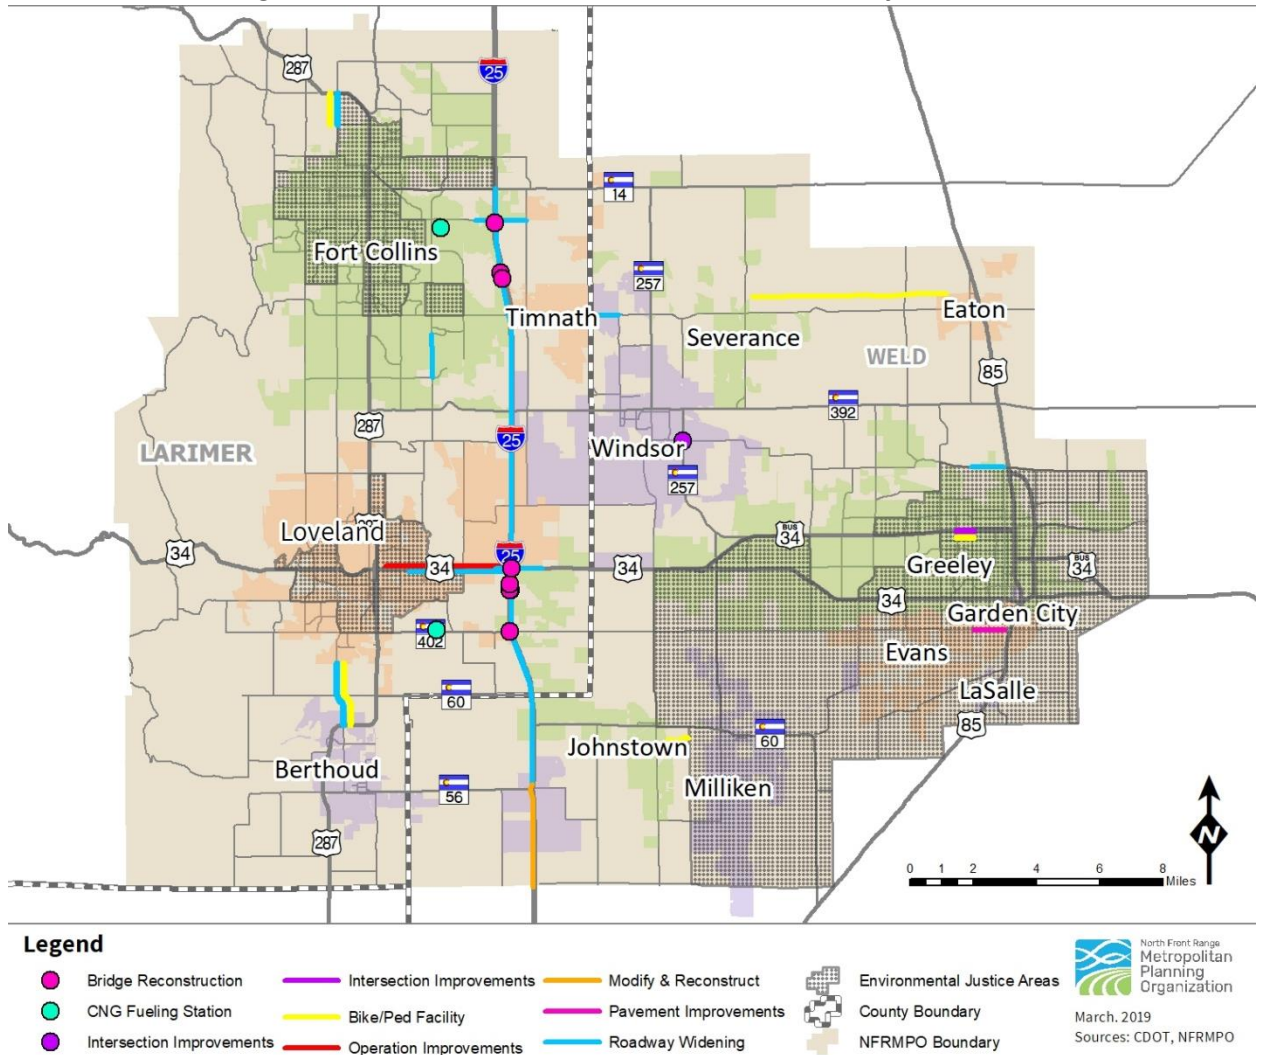 287
25
14
Fort Collins
257
Timnath
Eaton
Severance
WELD
85
392
287
25
LARIMER
Windsor
257
Loveland
BUS
34
34
25
34
34
BUS
34
Greeley
34
Garden City
402
Evans
60
LaSalle
85
60
Johnstown
Berthoud
56
Milliken
287
N
0 1 2 4 6 8
Miles
Legend
Bridge Reconstruction
CNG Fueling Station
Intersection Improvements
Intersection Improvements
Bike/Ped Facility
Operation Improvements
Modify & Reconstruct
Pavement Improvements
Roadway Widening
Environmental Justice Areas
County Boundary
NFRMPO Boundary
North Front Range
Metropolitan
Planning
Organization
March, 2019
Sources: CDOT, NFRMPO